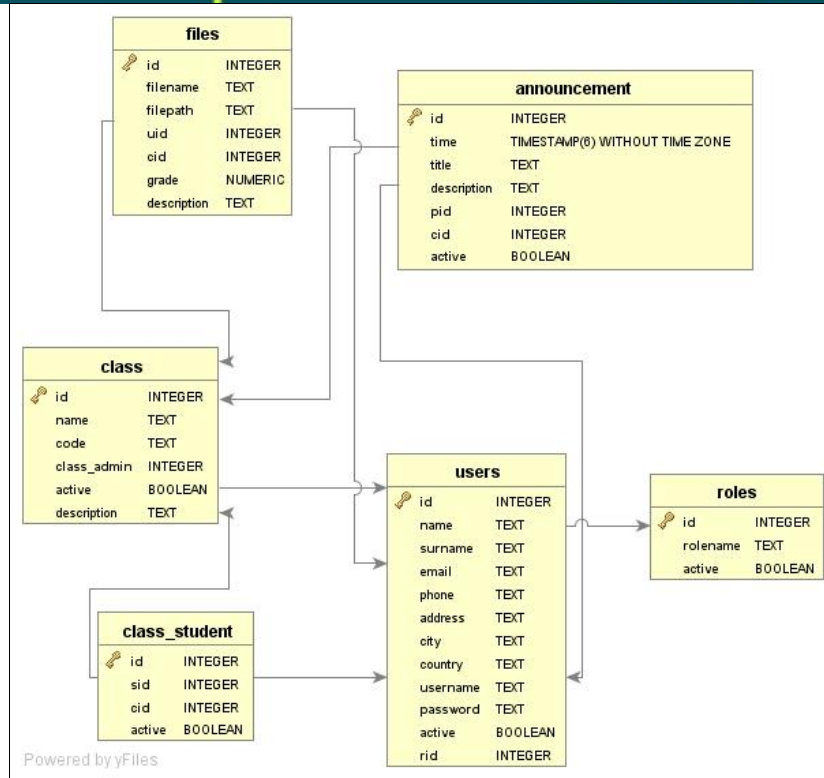 files
id INTEGER
filename TEXT
filepath TEXT
uid INTEGER
cid INTEGER
grade NUMERIC
description TEXT
announcement
id INTEGER
time TIMESTAMP(6) WITHOUT TIME ZONE
title TEXT
description TEXT
pid INTEGER
cid INTEGER
active BOOLEAN
class
id INTEGER
name TEXT
code TEXT
class_admin INTEGER
active BOOLEAN
description TEXT
users
id INTEGER
name TEXT
surname TEXT
email TEXT
phone TEXT
address TEXT
city TEXT
country TEXT
username TEXT
password TEXT
active BOOLEAN
rid INTEGER
roles
id INTEGER
rolename TEXT
active BOOLEAN
class_student
id INTEGER
sid INTEGER
cid INTEGER
active BOOLEAN
Powered by yFiles